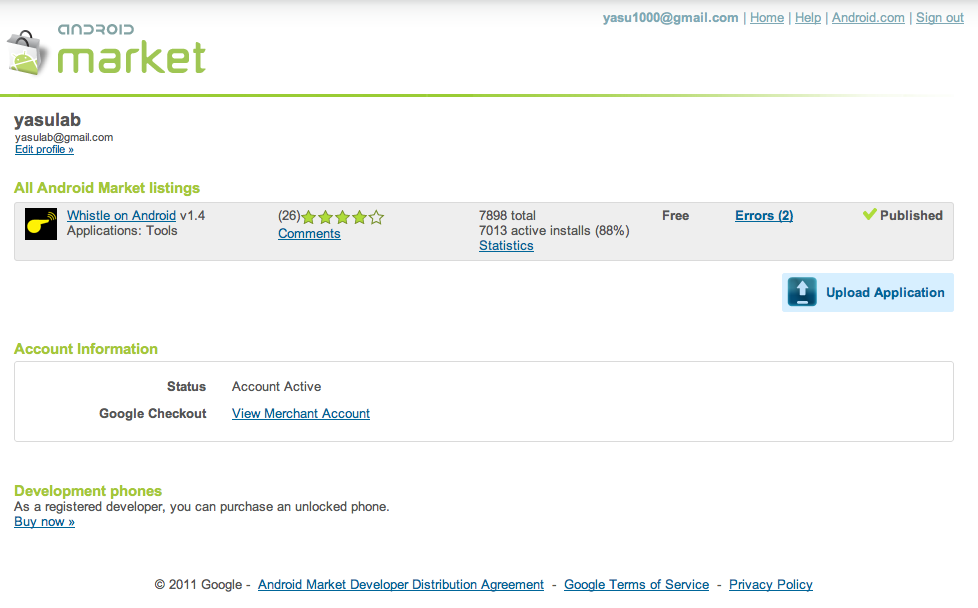 yasu1000@gmail.com | Home | Help | Android.com | Sign out
ANDROID
market
yasulab
yasulab@gmail.com
Edit profile »
All Android Market listings
Whistle on Android v1.4
Applications: Tools
(26)
Comments
7898 total
7013 active installs (88%)
Statistics
Free
Errors (2)
Published
Upload Application
Account Information
Status Account Active
Google Checkout View Merchant Account
Development phones
As a registered developer, you can purchase an unlocked phone.
Buy now »
© 2011 Google - Android Market Developer Distribution Agreement - Google Terms of Service - Privacy Policy